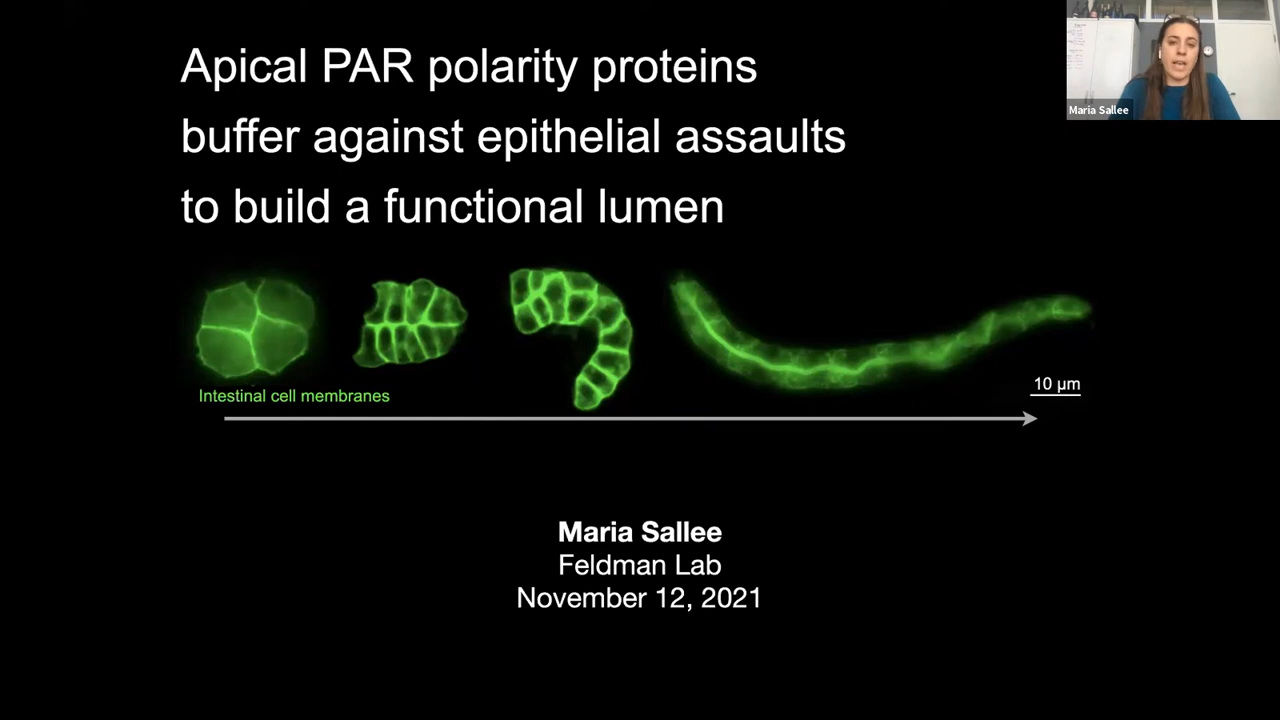 Apical PAR polarity proteins
buffer against epithelial assaults
to build a functional lumen
Maria Sallee
Intestinal cell membranes
10 µm
Maria Sallee
Feldman Lab
November 12, 2021